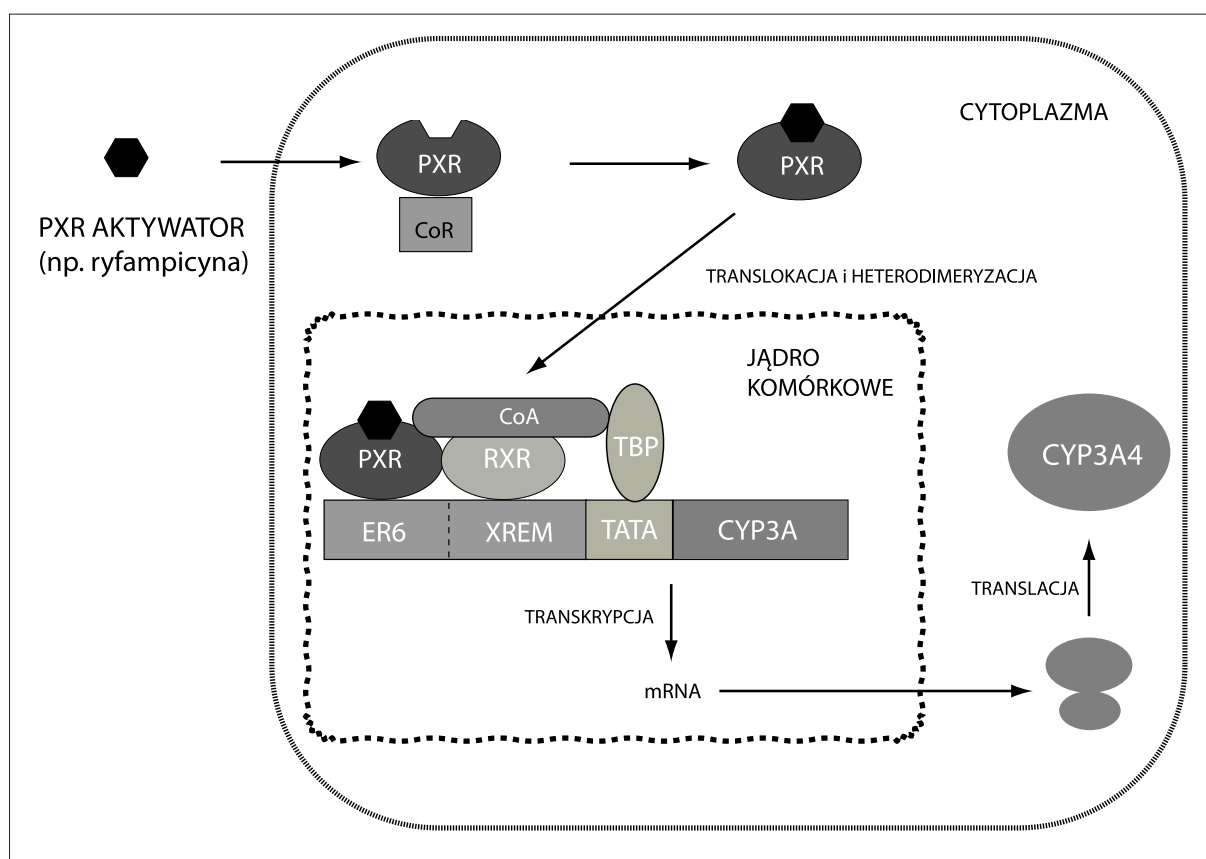 CYTOPLAZMA
PXR
PXR
CoR
PXR AKTYWATOR
(np. ryfampicyna)
TRANSLOKACJA i HETERODIMERYZACJA
JĄDRO
KOMÓRKOWE
CoA
PXR
RXR
TBP
CYP3A4
ER6
XREM
TATA
CYP3A
TRANSKRYPCJA
TRANSLACJA
mRNA